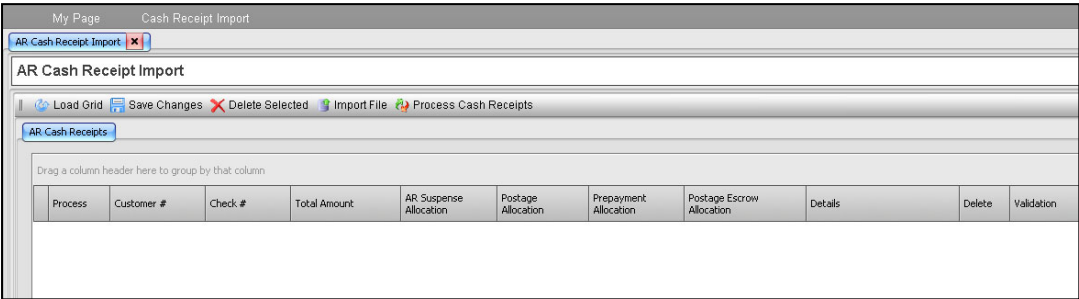 My Page Cash Receipt Import
AR Cash Receipt Import
AR Cash Receipt Import
Load Grid Save Changes Delete Selected Import File Process Cash Receipts
AR Cash Receipts
Drag a column header here to group by that column
Process Customer # Check # Total Amount AR Suspense Allocation Postage Allocation Prepayment Allocation Postage Escrow Allocation Details Delete Validation